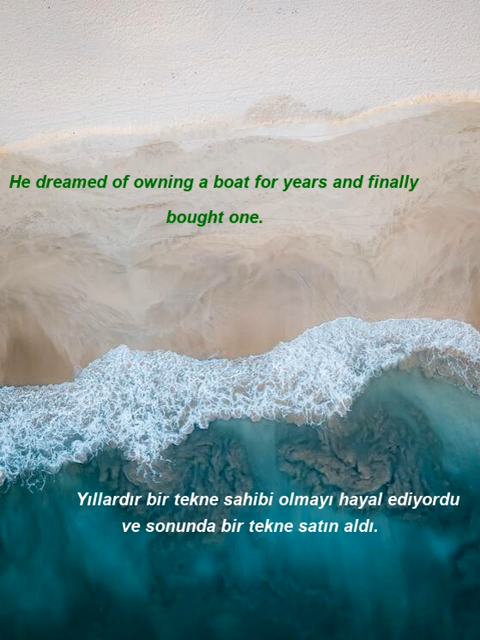 He dreamed of owning a boat for years and finally
bought one.
Yıllardır bir tekne sahibi olmayı hayal ediyordu
ve sonunda bir tekne satın aldı.